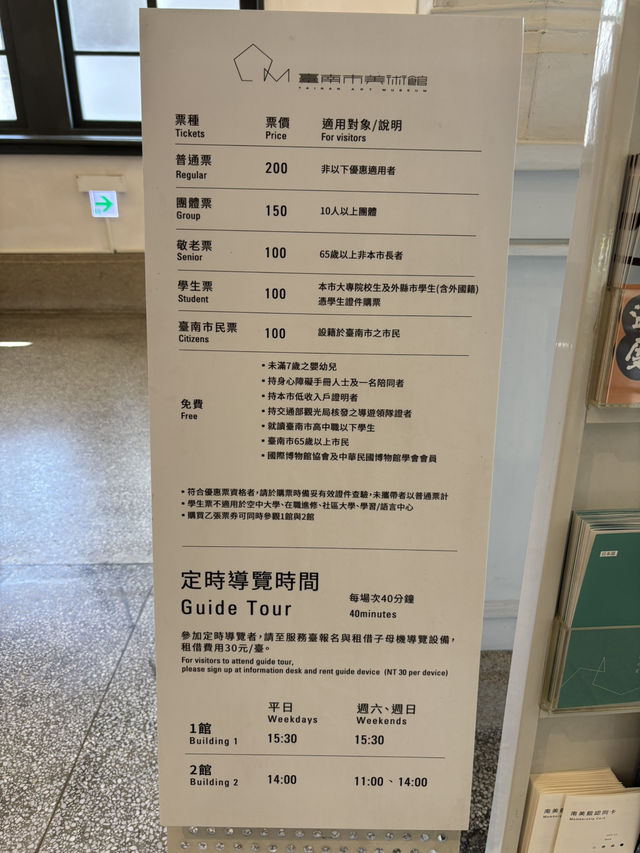 臺南市美術館
TAINAN ART MUSEUM
票種 票價 適用對象/說明
Tickets Price For visitors
普通票 200 非以下優惠適用者
Regular
團體票 150 10人以上團體
Group
敬老票 100 65歲以上非本市長者
Senior
學生票 100 本市大專院校生及外縣市學生(含外國籍)
Student 憑學生證件購票
臺南市民票 100 設籍於臺南市之市民
Citizens
免費
Free
•未滿7歲之嬰幼兒
•持身心障礙手冊人士及一名陪同者
•持本市低收入戶證明者
•持交通部觀光局核發之導遊領隊證者
•就讀臺南市高中職以下學生
•臺南市65歲以上市民
•國際博物館協會及中華民國博物館學會會員
•符合優惠票資格者,請於購票時備妥有效證件查驗,未攜帶者以普通票計
•學生票不適用於空中大學、在職進修、社區大學、學習/語言中心
•購買乙張票券可同時參觀1館與2館
定時導覽時間 每場次40分鐘
Guide Tour 40minutes
參加定時導覽者,請至服務臺報名與租借子母機導覽設備,
租借費用30元/臺。
For visitors to attend guide tour,
please sign up at information desk and rent guide device (NT 30 per device)
平日 週六、週日
Weekdays Weekends
1館 15:30 15:30
Building 1
2館 14:00 11:00、14:00
Building 2
日本語
南美館認同卡
Membership Card
南美